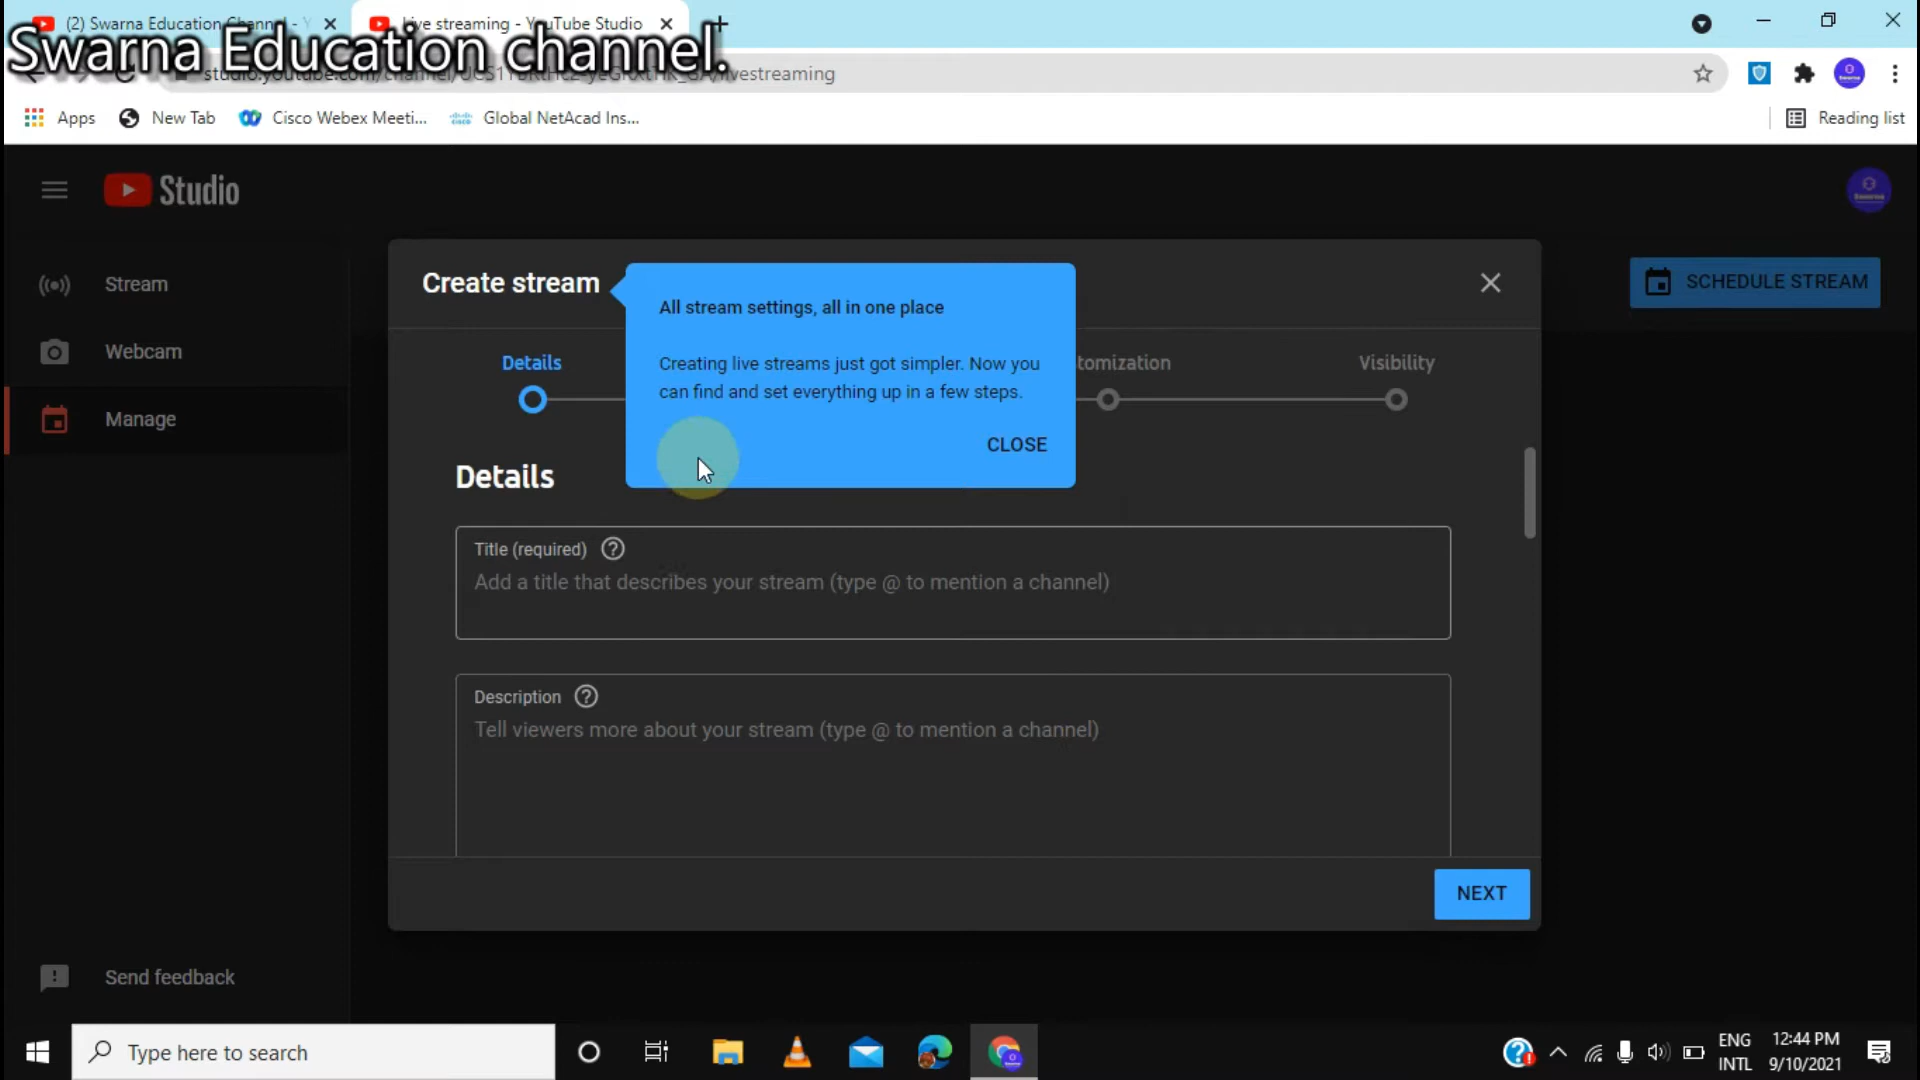 (2) Swarna Education Channel - Y
Live streaming - YouTube Studio
Swarna Education channel.
vestreaming
Apps
New Tab
Cisco Webex Meeti...
Global NetAcad Ins...
Reading list
Studio
Stream
Webcam
Manage
Send feedback
SCHEDULE STREAM
Create stream
All stream settings, all in one place
Creating live streams just got simpler. Now you
can find and set everything up in a few steps.
CLOSE
Details
tomization
Visibility
Details
Title (required)
Add a title that describes your stream (type @ to mention a channel)
Description
Tell viewers more about your stream (type @ to mention a channel)
NEXT
Type here to search
ENG
INTL
12:44 PM
9/10/2021